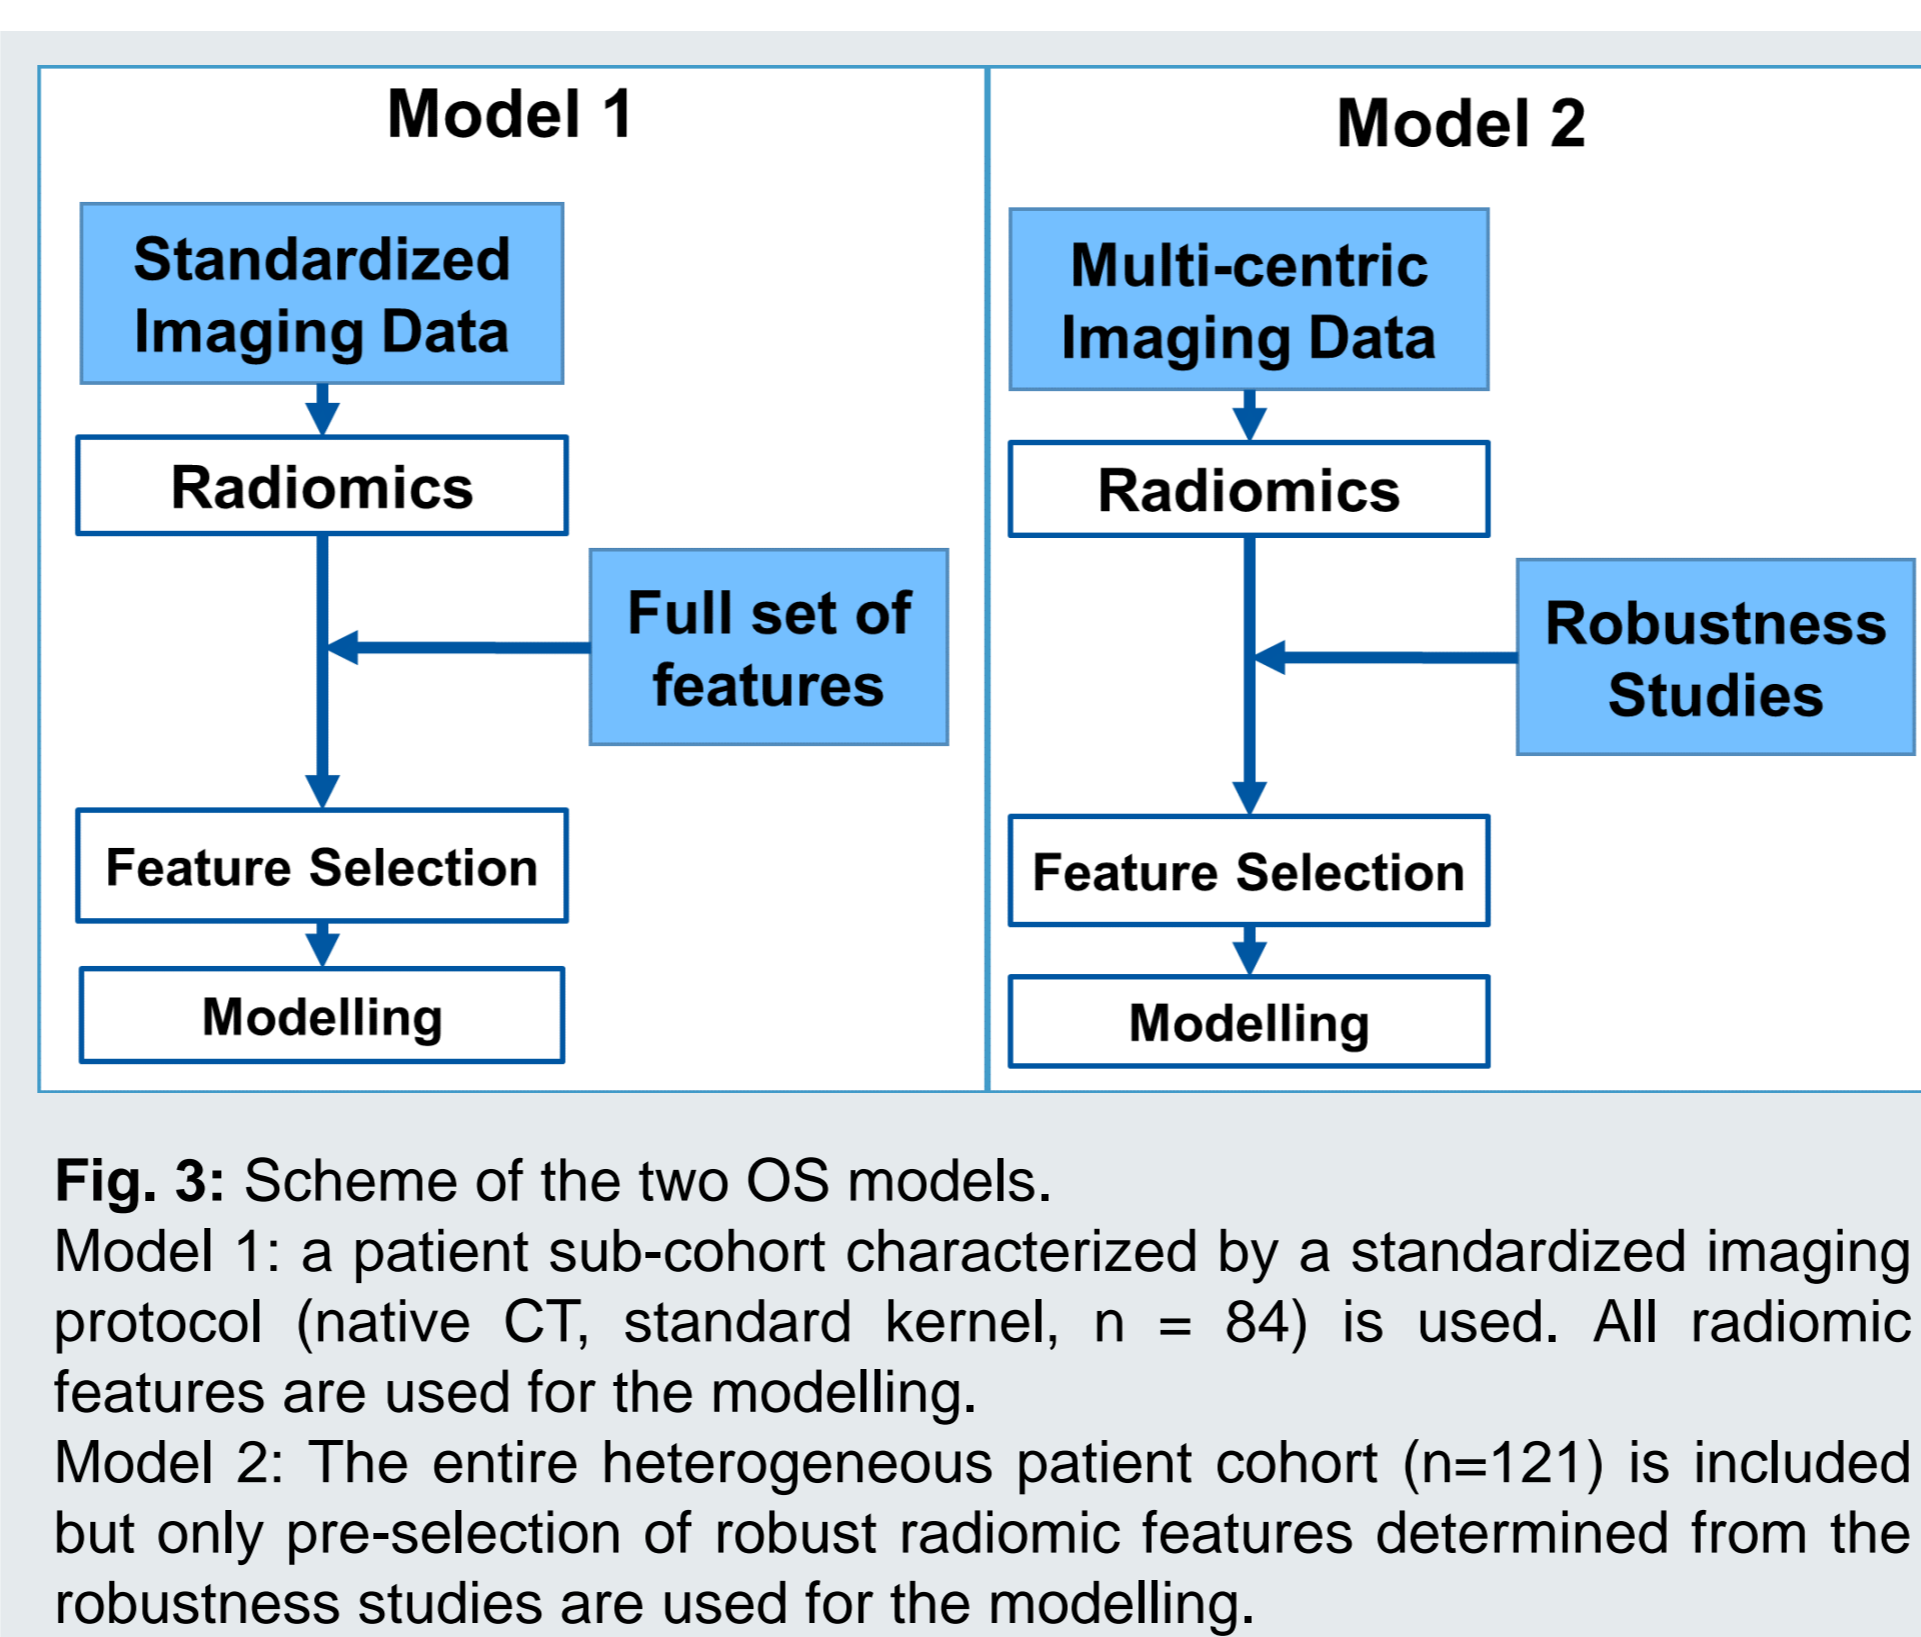 Model 1
Standardized
Imaging Data
Radiomics
Full set of
features
Feature Selection
Modelling
Model 2
Multi-centric
Imaging Data
Radiomics
Robustness
Studies
Feature Selection
Modelling
Fig. 3: Scheme of the two OS models.
Model 1: a patient sub-cohort characterized by a standardized imaging
protocol (native CT, standard kernel, n = 84) is used. All radiomic
features are used for the modelling.
Model 2: The entire heterogeneous patient cohort (n=121) is included
but only pre-selection of robust radiomic features determined from the
robustness studies are used for the modelling.